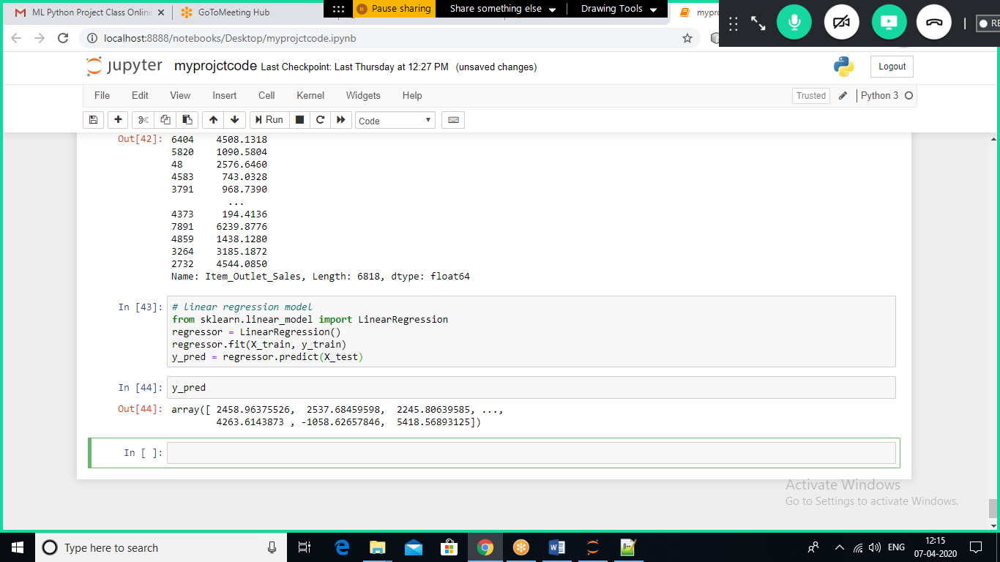 ML Python Project Class Online
GoToMeeting Hub
Pause sharing
Share something else
Drawing Tools
mypro
RE
localhost:8888/notebooks/Desktop/myprojctcode.ipynb
jupyter myprojctcode Last Checkpoint: Last Thursday at 12:27 PM (unsaved changes)
Logout
File Edit View Insert Cell Kernel Widgets Help
Trusted
Python 3
Run
Code
Out[42]: 6404 4508.1318
5820 1090.5804
48 2576.6460
4583 743.0328
3791 968.7390
...
4373 194.4136
7891 6239.8776
4859 1438.1280
3264 3185.1872
2732 4544.0850
Name: Item_Outlet_Sales, Length: 6818, dtype: float64
In [43]: # linear regression model
from sklearn.linear_model import LinearRegression
regressor = LinearRegression()
regressor.fit(X_train, y_train)
y_pred = regressor.predict(X_test)
In [44]: y_pred
Out[44]: array([ 2458.96375526, 2537.68459598, 2245.80639585, ...,
4263.6143873 , -1058.62657846, 5418.56893125])
In [ ]:
Activate Windows
Go to Settings to activate Windows.
Type here to search
ENG
12:15
07-04-2020